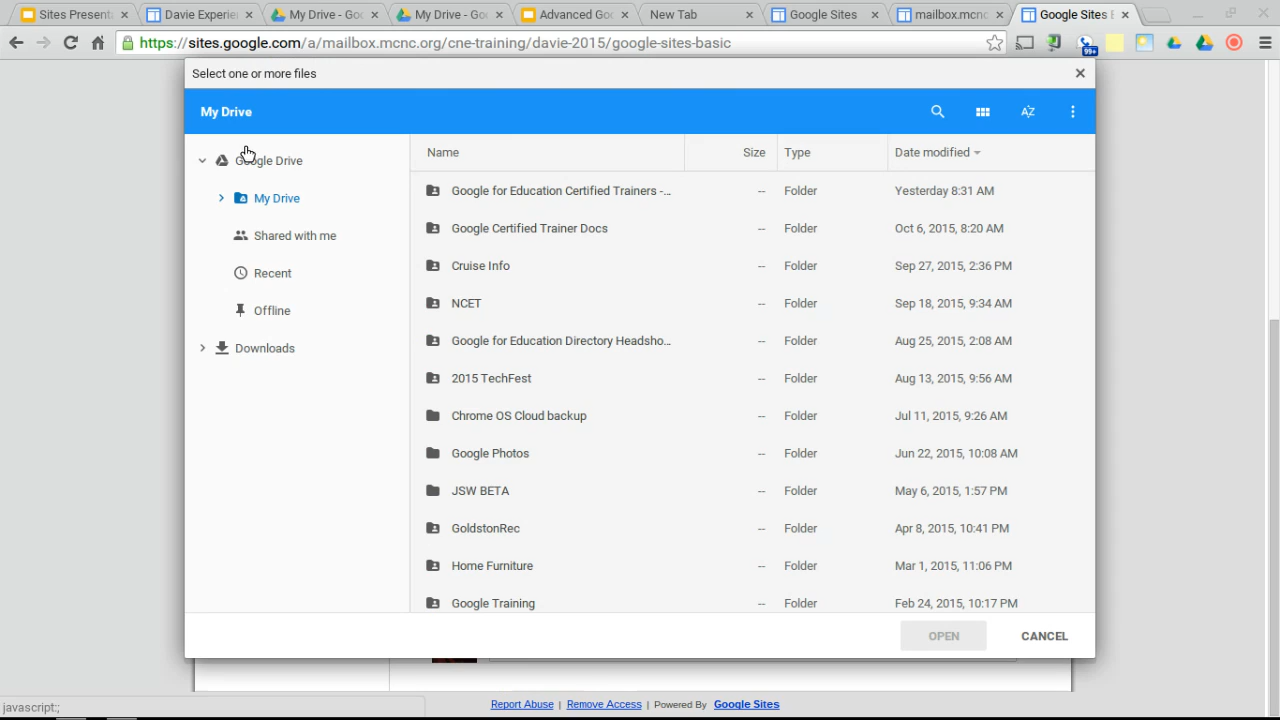 Sites Presenta
Davie Experien
My Drive - Goo
My Drive - Goo
Advanced Goo
New Tab
Google Sites
mailbox.mcnc
Google Sites B
https://sites.google.com/a/mailbox.mcnc.org/cne-training/davie-2015/google-sites-basic
99+
Select one or more files
My Drive
AZ
Google Drive
My Drive
Shared with me
Recent
Offline
Downloads
Name Size Type Date modified
Google for Education Certified Trainers -... -- Folder Yesterday 8:31 AM
Google Certified Trainer Docs -- Folder Oct 6, 2015, 8:20 AM
Cruise Info -- Folder Sep 27, 2015, 2:36 PM
NCET -- Folder Sep 18, 2015, 9:34 AM
Google for Education Directory Headsho... -- Folder Aug 25, 2015, 2:08 AM
2015 TechFest -- Folder Aug 13, 2015, 9:56 AM
Chrome OS Cloud backup -- Folder Jul 11, 2015, 9:26 AM
Google Photos -- Folder Jun 22, 2015, 10:08 AM
JSW BETA -- Folder May 6, 2015, 1:57 PM
GoldstonRec -- Folder Apr 8, 2015, 10:41 PM
Home Furniture -- Folder Mar 1, 2015, 11:06 PM
Google Training -- Folder Feb 24, 2015, 10:17 PM
OPEN CANCEL
Report Abuse | Remove Access | Powered By Google Sites
javascript:;